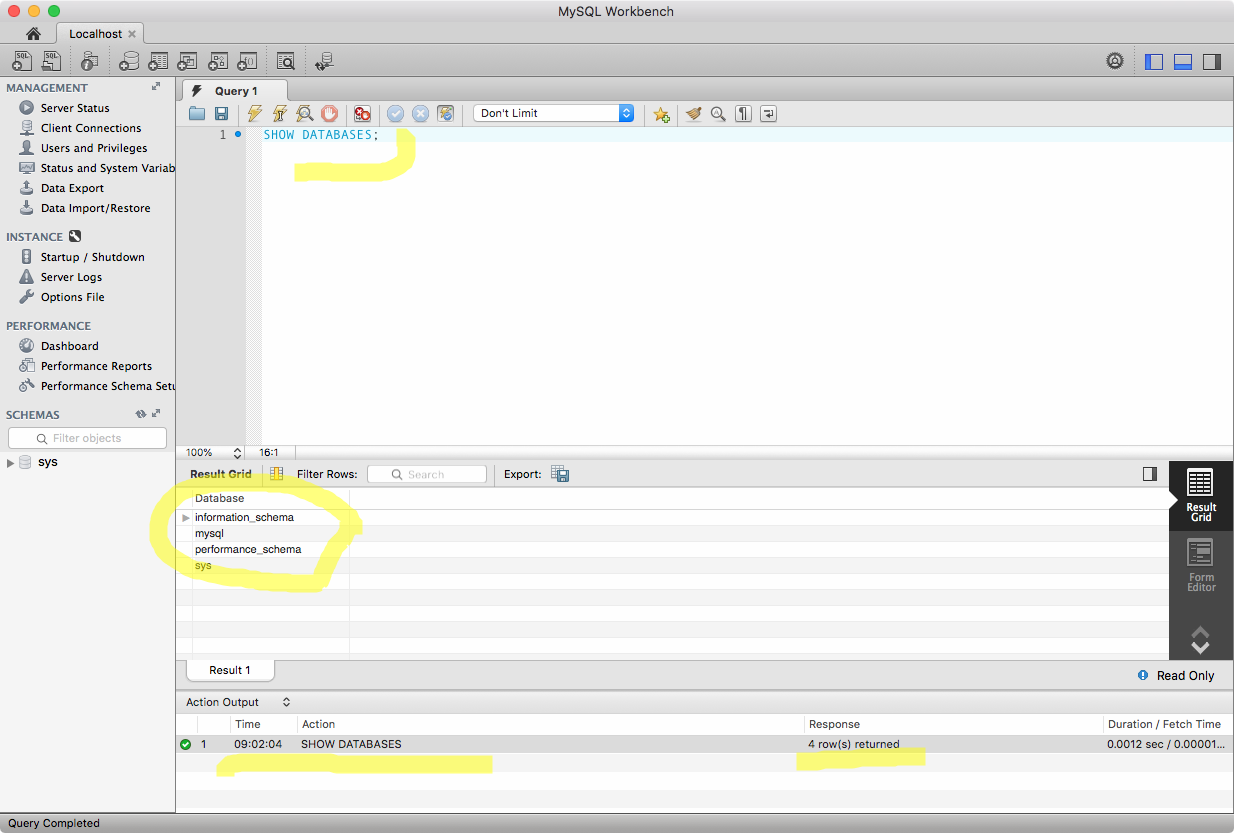 MySQL Workbench
Localhost
MANAGEMENT
Server Status
Client Connections
Users and Privileges
Status and System Variab
Data Export
Data Import/Restore
INSTANCE
Startup / Shutdown
Server Logs
Options File
PERFORMANCE
Dashboard
Performance Reports
Performance Schema Setu
SCHEMAS
Filter objects
sys
Query 1
Don't Limit
1 SHOW DATABASES;
100% 16:1
Result Grid Filter Rows: Search Export:
Database
information_schema
mysql
performance_schema
sys
Result
Grid
Form
Editor
Result 1
Read Only
Action Output
Time Action Response Duration / Fetch Time
1 09:02:04 SHOW DATABASES 4 row(s) returned 0.0012 sec / 0.00001...
Query Completed